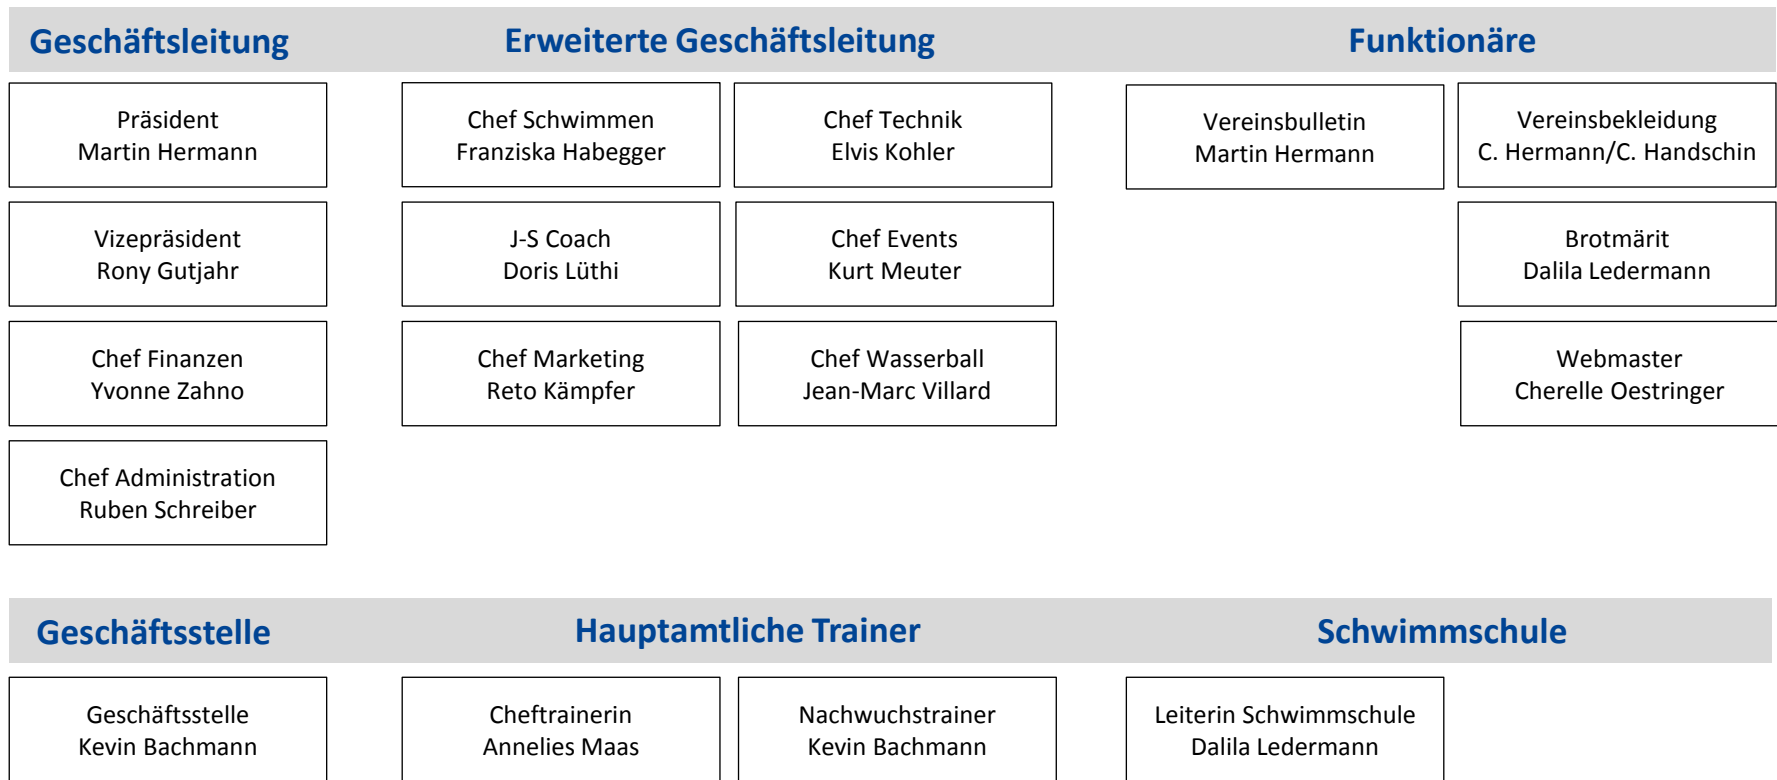 Geschäftsleitung
Erweiterte Geschäftsleitung
Funktionäre
Präsident
Martin Hermann
Vizepräsident
Rony Gutjahr
Chef Finanzen
Yvonne Zahno
Chef Administration
Ruben Schreiber
Chef Schwimmen
Franziska Habegger
Chef Technik
Elvis Kohler
J-S Coach
Doris Lüthi
Chef Events
Kurt Meuter
Chef Marketing
Reto Kämpfer
Chef Wasserball
Jean-Marc Villard
Vereinsbulletin
Martin Hermann
Vereinsbekleidung
C. Hermann/C. Handschin
Brotmärit
Dalila Ledermann
Webmaster
Cherelle Oestringer
Geschäftsstelle
Hauptamtliche Trainer
Schwimmschule
Geschäftsstelle
Kevin Bachmann
Cheftrainerin
Annelies Maas
Nachwuchstrainer
Kevin Bachmann
Leiterin Schwimmschule
Dalila Ledermann